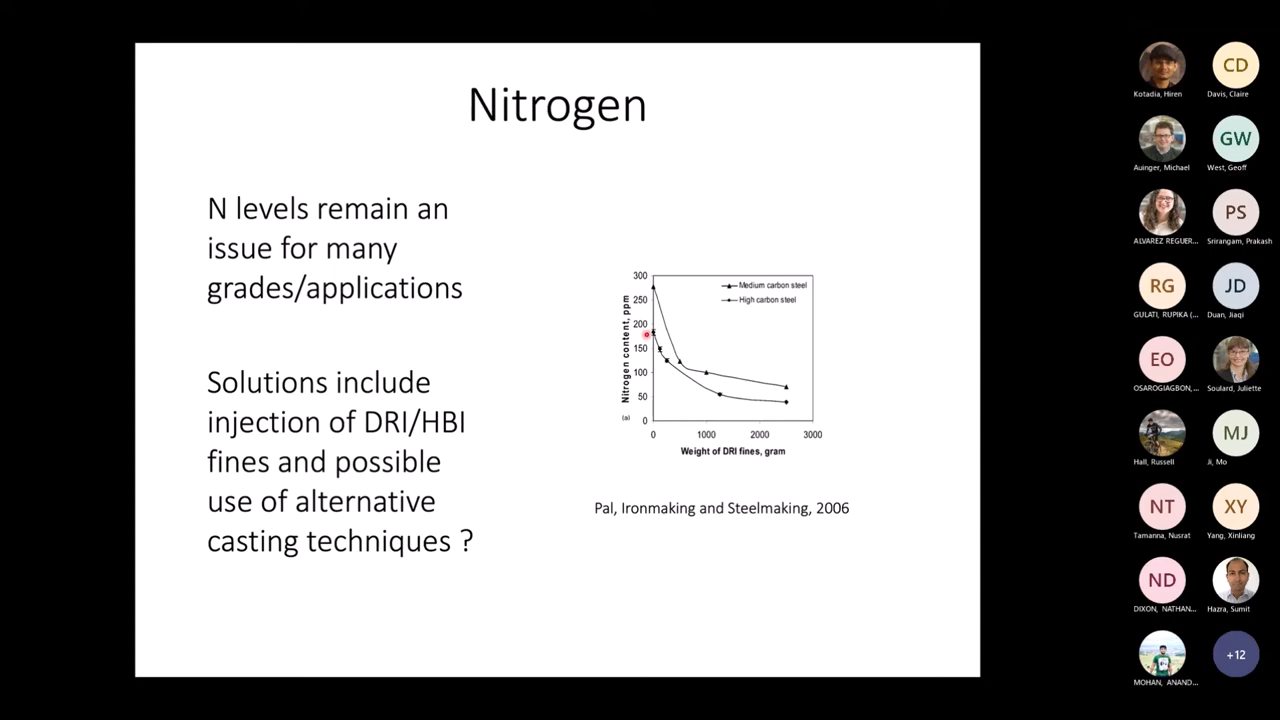 Nitrogen
N levels remain an
issue for many
grades/applications
Solutions include
injection of DRI/HBI
fines and possible
use of alternative
casting techniques ?
Nitrogen content, ppm
300
250
200
150
100
50
0
Medium carbon steel
High carbon steel
(a)
0 1000 2000 3000
Weight of DRI fines, gram
Pal, Ironmaking and Steelmaking, 2006
Kotadia, Hiren
CD
Davis, Claire
Auinger, Michael
GW
West, Geoff
ALVAREZ REGUER...
PS
Srirangam, Prakash
RG
GULATI, RUPIKA (...
JD
Duan, Jiaqi
EO
OSAROGIAGBON,...
Soulard, Juliette
Hall, Russell
MJ
Ji, Mo
NT
Tamanna, Nusrat
XY
Yang, Xinliang
ND
DIXON, NATHAN...
Hazra, Sumit
MOHAN, ANAND...
+12